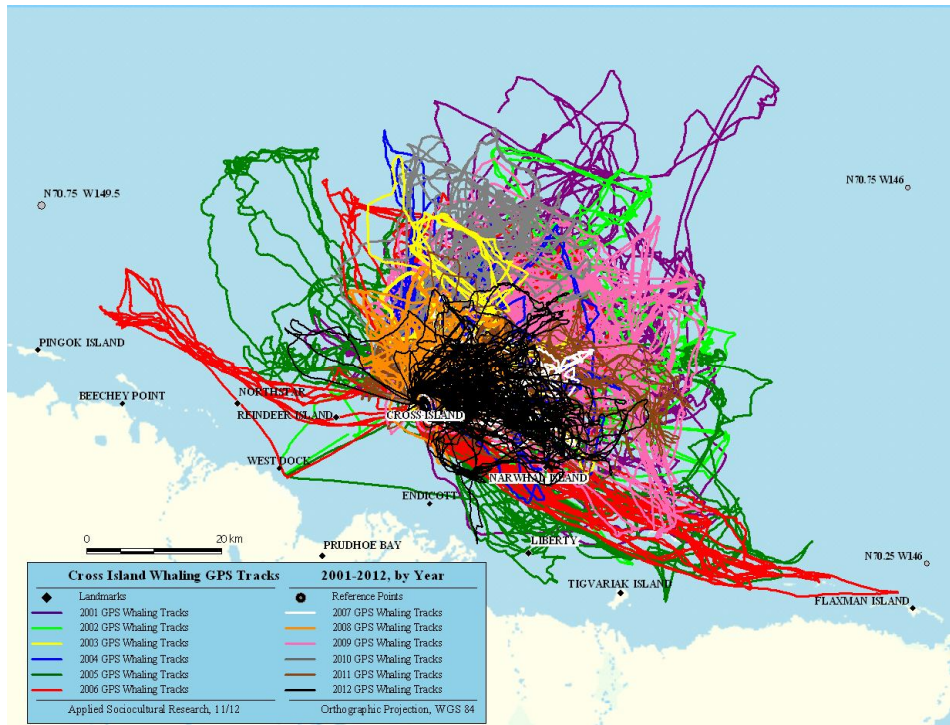 N70.75 W146
N70.75 W149.5
PINGOK ISLAND
BEECHEY POINT
NORTHSTAR
REINDEER ISLAND
CROSS ISLAND
WEST DOCK
NARWHAL ISLAND
ENDICOTT
LIBERTY
PRUDHOE BAY
0 20 km
N70.25 W146
TIGVARIAK ISLAND
FLAXMAN ISLAND
Cross Island Whaling GPS Tracks 2001-2012, by Year
Landmarks Reference Points
2001 GPS Whaling Tracks 2007 GPS Whaling Tracks
2002 GPS Whaling Tracks 2008 GPS Whaling Tracks
2003 GPS Whaling Tracks 2009 GPS Whaling Tracks
2004 GPS Whaling Tracks 2010 GPS Whaling Tracks
2005 GPS Whaling Tracks 2011 GPS Whaling Tracks
2006 GPS Whaling Tracks 2012 GPS Whaling Tracks
Applied Sociocultural Research, 11/12 Orthographic Projection, WGS 84